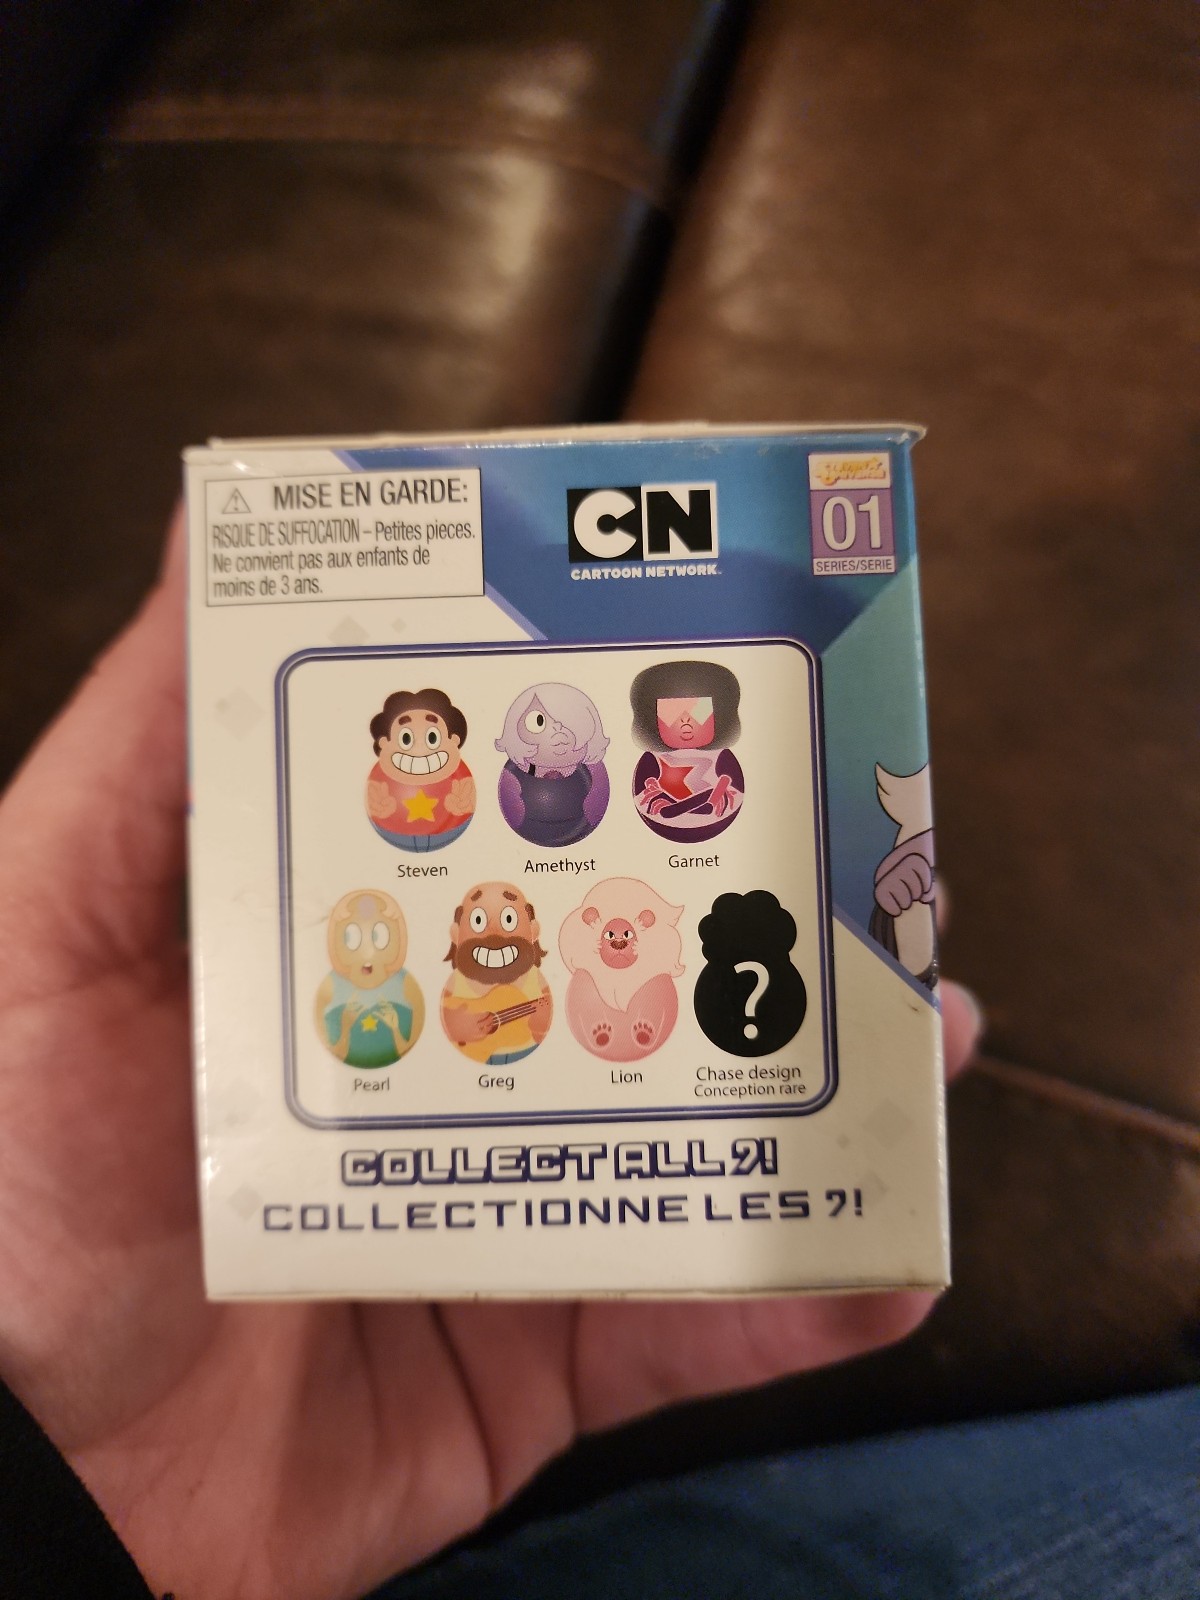 MISE EN GARDE:
RISQUE DE SUFFOCATION – Petites pieces.
Ne convient pas aux enfants de
moins de 3 ans.
CN
CARTOON NETWORK™
01
SERIES/SERIE
Steven
Amethyst
Garnet
Pearl
Greg
Lion
?
Chase design
Conception rare
COLLECT ALL 7!
COLLECTIONNE LES 7!